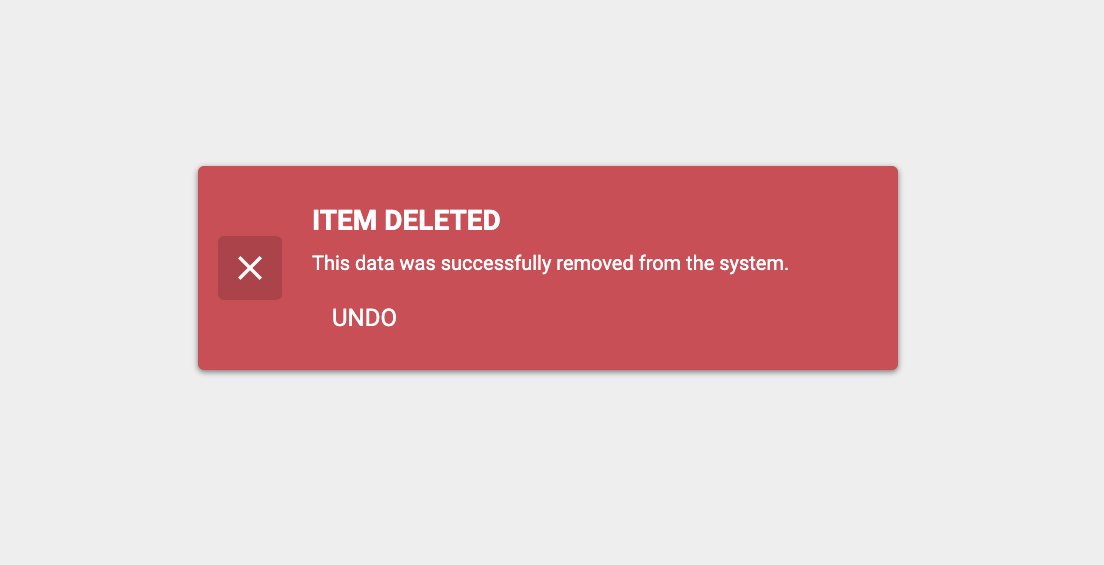 ITEM DELETED
This data was successfully removed from the system.
UNDO